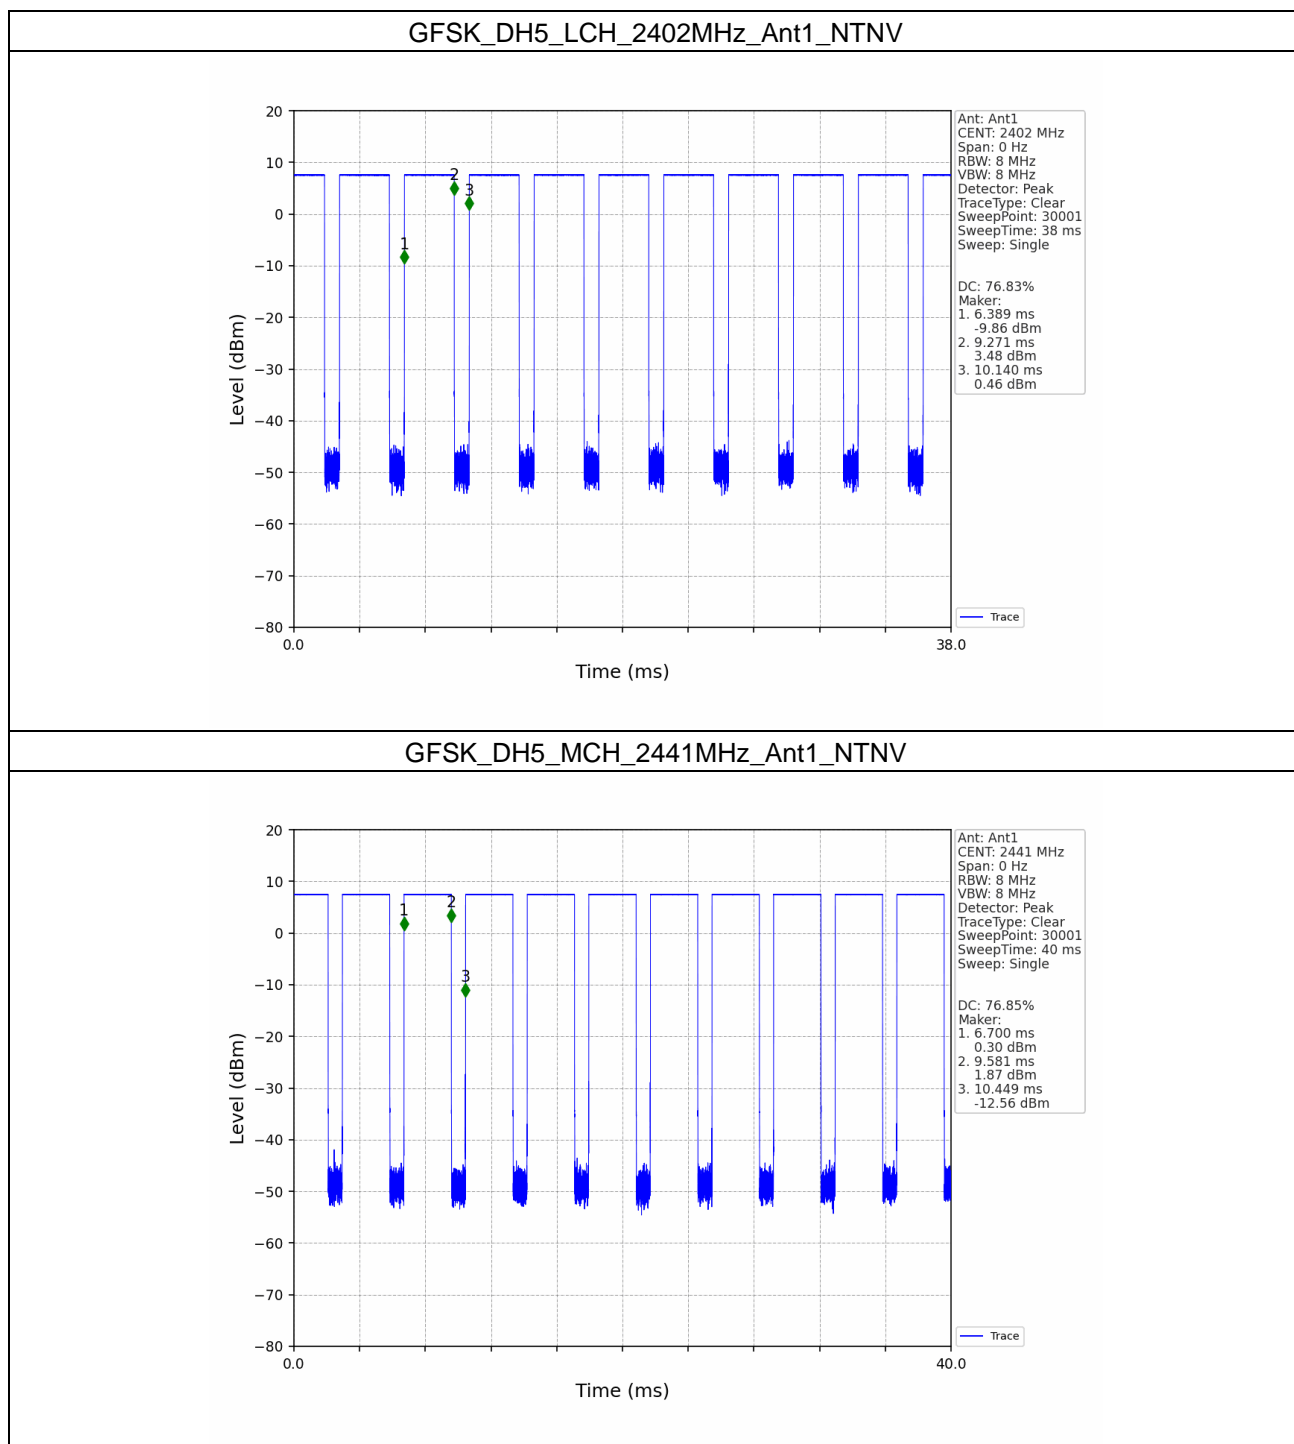 GFSK_DH5_LCH_2402MHz_Ant1_NTNV
20
10
0
−10
−20
−30
−40
−50
−60
−70
−80
Level (dBm)
0.0
38.0
Time (ms)
1
2
3
Ant: Ant1
CENT: 2402 MHz
Span: 0 Hz
RBW: 8 MHz
VBW: 8 MHz
Detector: Peak
TraceType: Clear
SweepPoint: 30001
SweepTime: 38 ms
Sweep: Single
DC: 76.83%
Maker:
1. 6.389 ms
-9.86 dBm
2. 9.271 ms
3.48 dBm
3. 10.140 ms
0.46 dBm
Trace
GFSK_DH5_MCH_2441MHz_Ant1_NTNV
20
10
0
−10
−20
−30
−40
−50
−60
−70
−80
Level (dBm)
0.0
40.0
Time (ms)
1
2
3
Ant: Ant1
CENT: 2441 MHz
Span: 0 Hz
RBW: 8 MHz
VBW: 8 MHz
Detector: Peak
TraceType: Clear
SweepPoint: 30001
SweepTime: 40 ms
Sweep: Single
DC: 76.85%
Maker:
1. 6.700 ms
0.30 dBm
2. 9.581 ms
1.87 dBm
3. 10.449 ms
-12.56 dBm
Trace